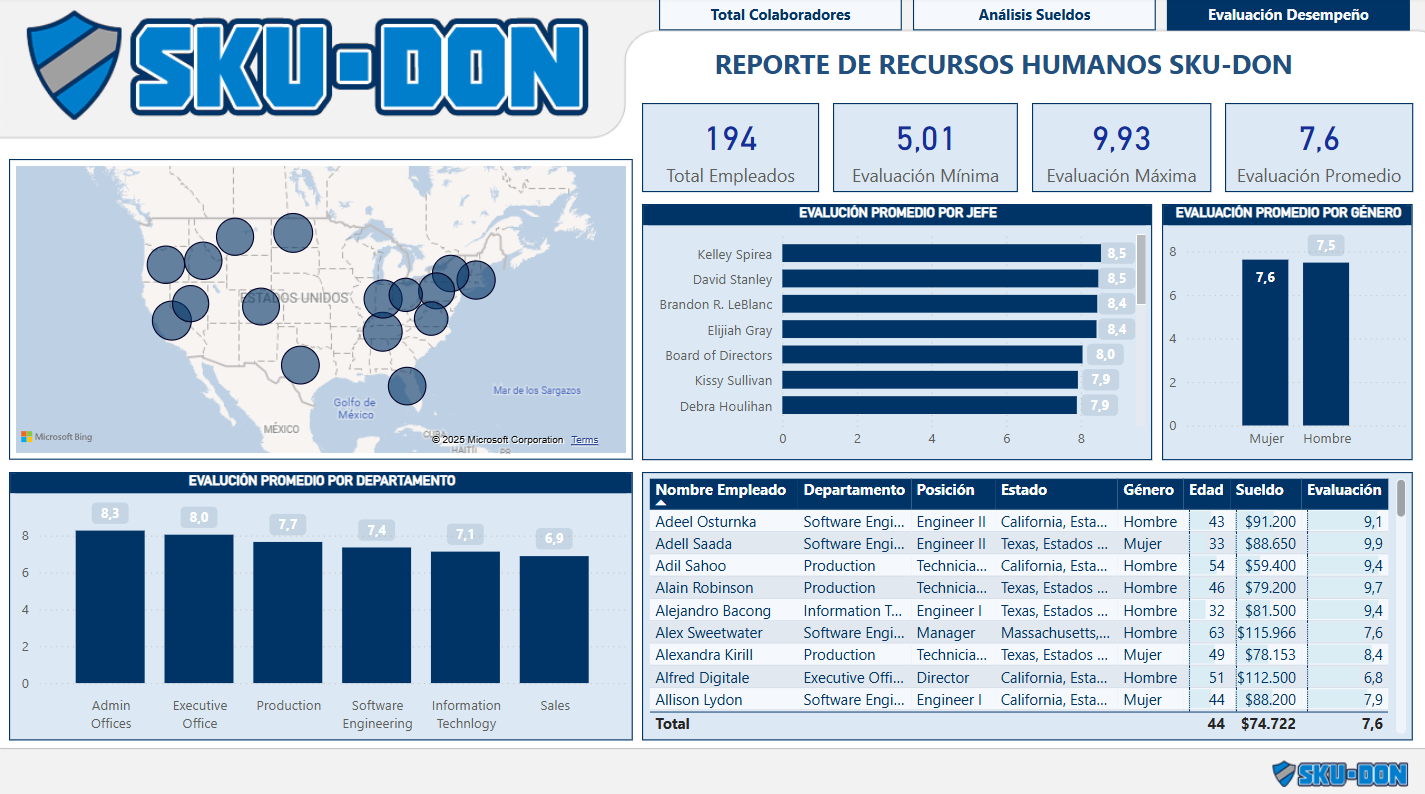 SKU-DON
Total Colaboradores
Análisis Sueldos
Evaluación Desempeño
REPORTE DE RECURSOS HUMANOS SKU-DON
194
Total Empleados
5,01
Evaluación Mínima
9,93
Evaluación Máxima
7,6
Evaluación Promedio
ESTADOS UNIDOS
Mar de los Sargazos
Golfo de
México
MÉXICO
CUBA
HAITÍ
PR
Microsoft Bing
© 2025 Microsoft Corporation Terms
EVALUCIÓN PROMEDIO POR JEFE
Kelley Spirea 8,5
David Stanley 8,5
Brandon R. LeBlanc 8,4
Elijiah Gray 8,4
Board of Directors 8,0
Kissy Sullivan 7,9
Debra Houlihan 7,9
0 2 4 6 8
EVALUACIÓN PROMEDIO POR GÉNERO
8
6
4
2
0
7,6
7,5
Mujer Hombre
EVALUCIÓN PROMEDIO POR DEPARTAMENTO
8
6
4
2
0
8,3 8,0 7,7 7,4 7,1 6,9
Admin Executive Production Software Information Sales
Offices Office Engineering Technlogy
Nombre Empleado Departamento Posición Estado Género Edad Sueldo Evaluación
Adeel Osturnka Software Engi... Engineer II California, Esta... Hombre 43 $91.200 9,1
Adell Saada Software Engi... Engineer II Texas, Estados ... Mujer 33 $88.650 9,9
Adil Sahoo Production Technicia... California, Esta... Hombre 54 $59.400 9,4
Alain Robinson Production Technicia... Texas, Estados ... Hombre 46 $79.200 9,7
Alejandro Bacong Information T... Engineer I Texas, Estados ... Hombre 32 $81.500 9,4
Alex Sweetwater Software Engi... Manager Massachusetts,... Hombre 63 $115.966 7,6
Alexandra Kirill Production Technicia... Texas, Estados ... Mujer 49 $78.153 8,4
Alfred Digitale Executive Offi... Director California, Esta... Hombre 51 $112.500 6,8
Allison Lydon Software Engi... Engineer I California, Esta... Mujer 44 $88.200 7,9
Total 44 $74.722 7,6
SKU-DON